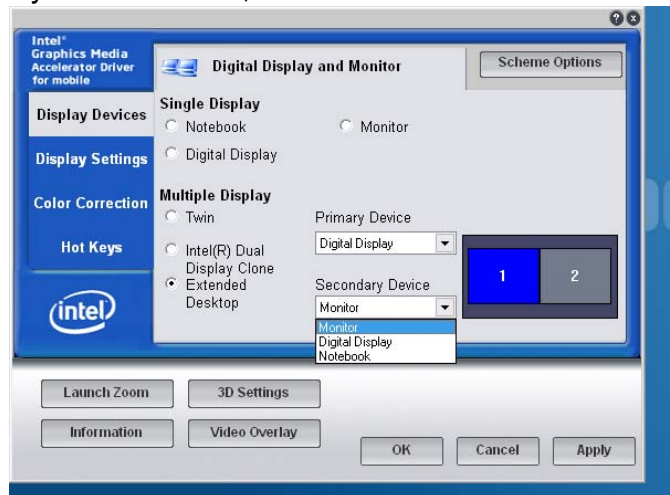 Intel®
Graphics Media
Accelerator Driver
for mobile
Digital Display and Monitor
Scheme Options
Display Devices
Display Settings
Color Correction
Hot Keys
intel
Single Display
Notebook
Monitor
Digital Display
Multiple Display
Twin
Intel(R) Dual
Display Clone
Extended
Desktop
Primary Device
Digital Display
Secondary Device
Monitor
Monitor
Digital Display
Notebook
1 2
Launch Zoom
3D Settings
Information
Video Overlay
OK
Cancel
Apply